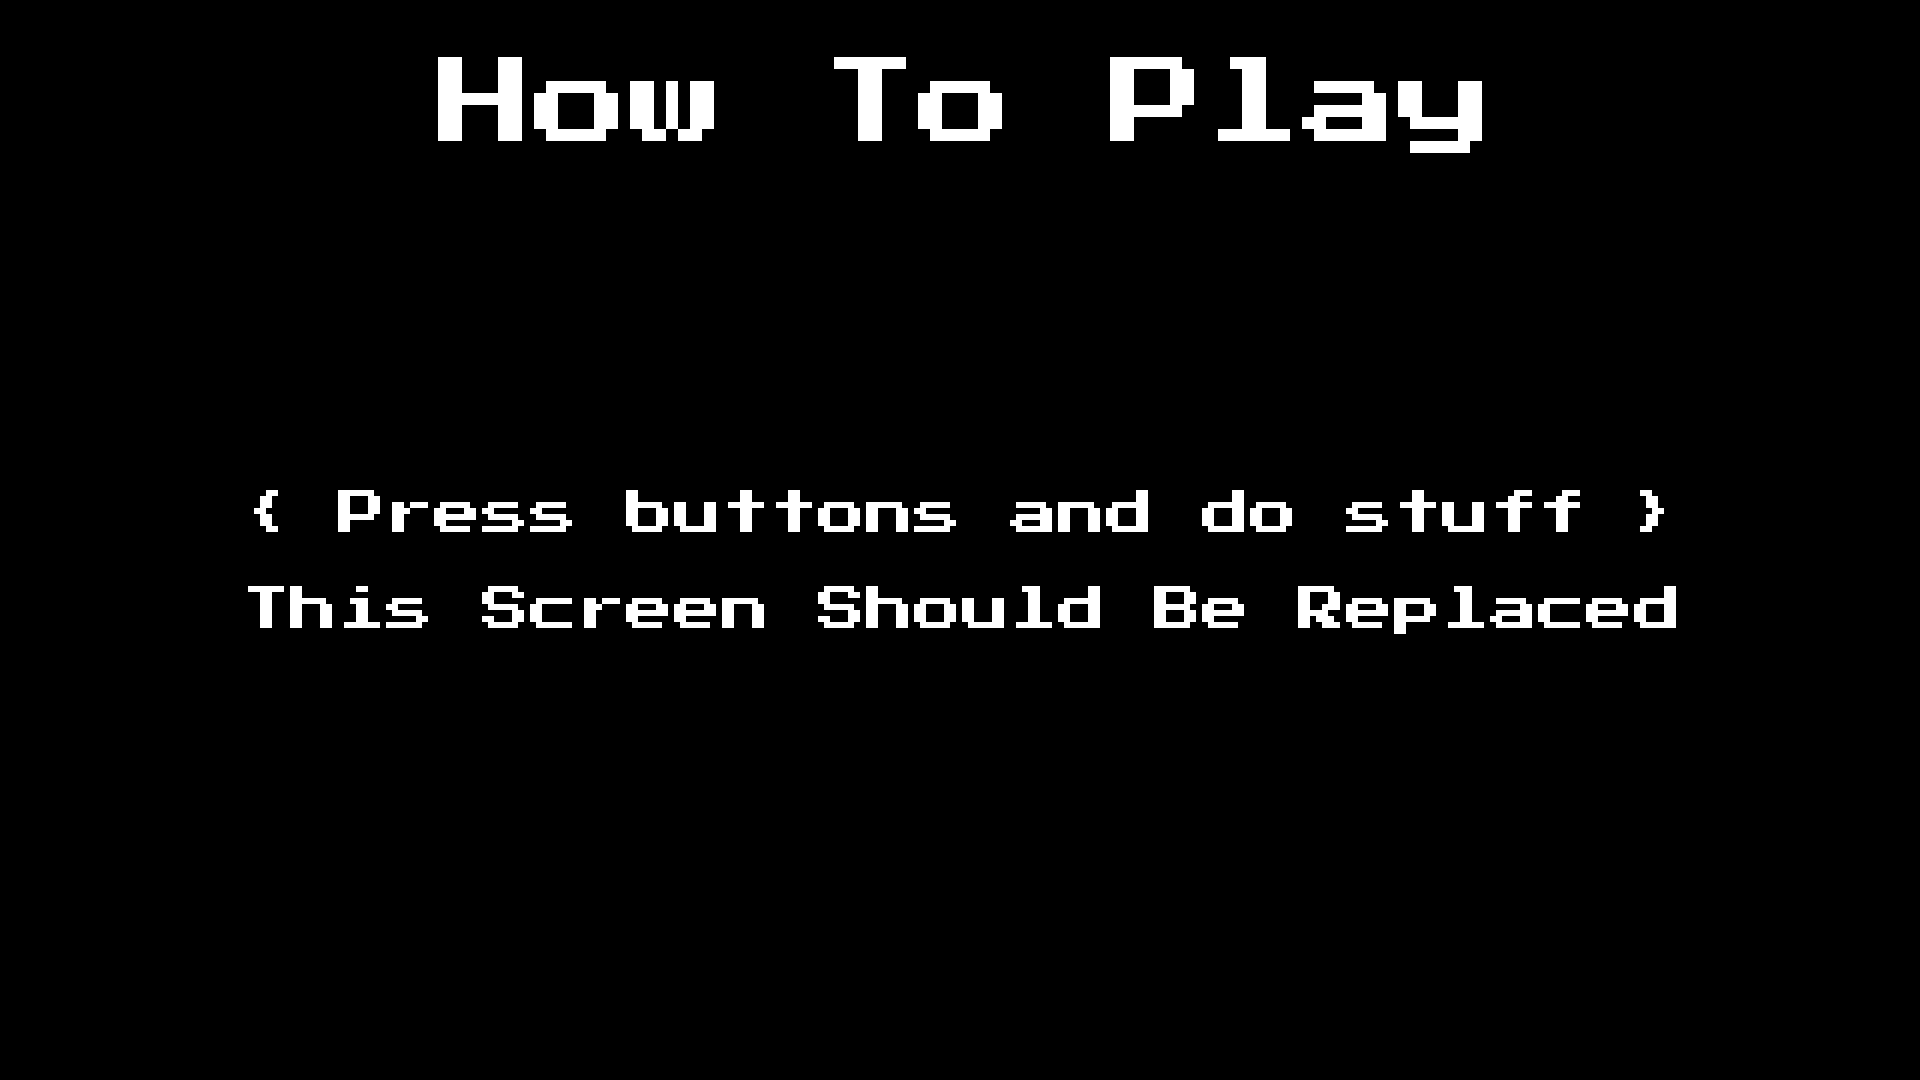 How To Play
{ Press buttons and do stuff }
This Screen Should Be Replaced